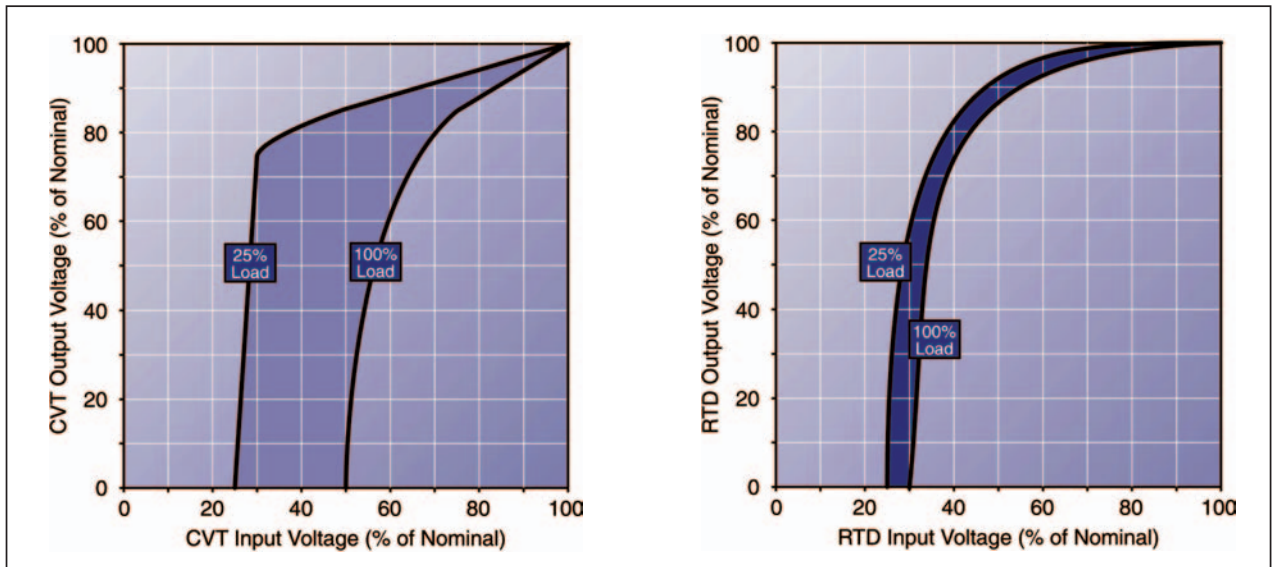 CVT Output Voltage (% of Nominal)
100
80
60
40
20
0
25%
Load
100%
Load
0 20 40 60 80 100
CVT Input Voltage (% of Nominal)
RTD Output Voltage (% of Nominal)
100
80
60
40
20
0
25%
Load
100%
Load
0 20 40 60 80 100
RTD Input Voltage (% of Nominal)